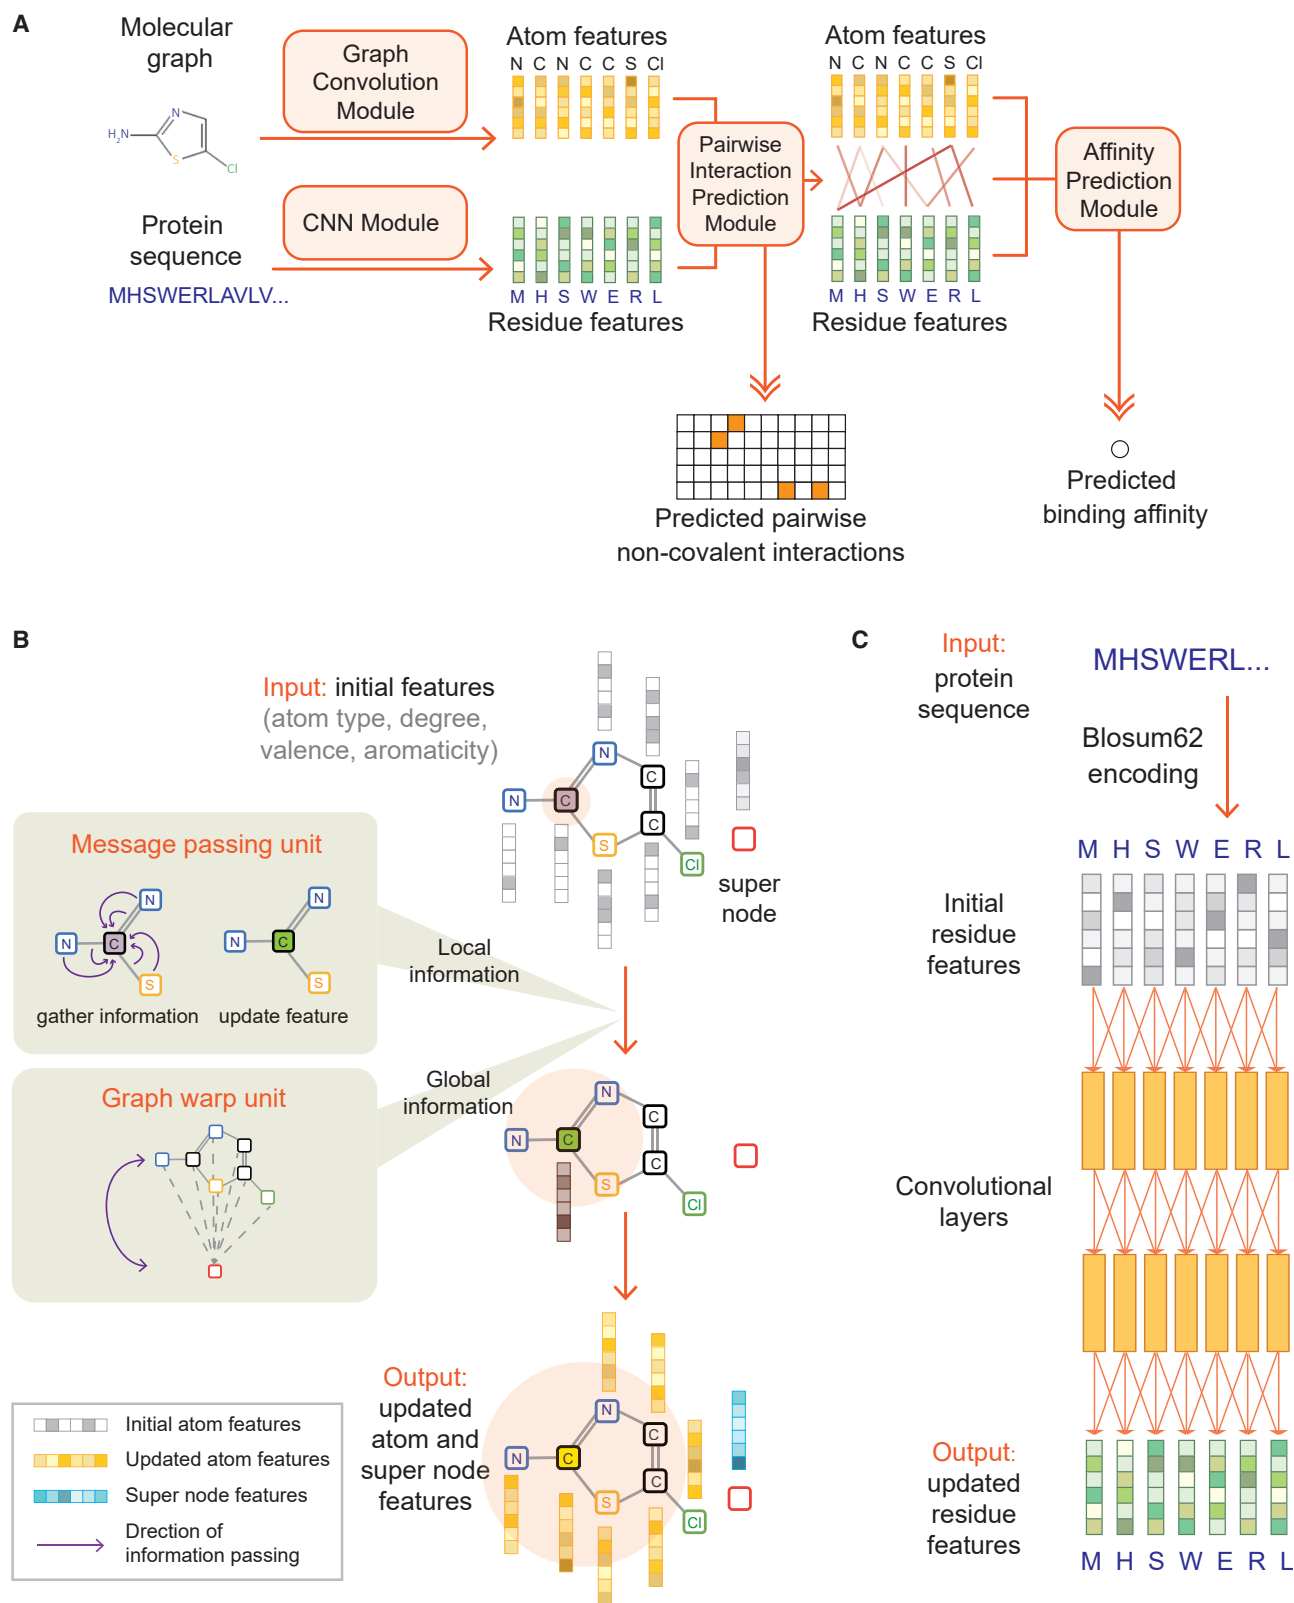 A
Molecular
graph
H2N
N
S
Cl
Graph
Convolution
Module
Protein
sequence
MHSWERLAVLV...
CNN Module
Atom features
N C N C C S Cl
M H S W E R L
Residue features
Pairwise
Interaction
Prediction
Module
Atom features
N C N C C S Cl
M H S W E R L
Residue features
Affinity
Prediction
Module
Predicted pairwise
non-covalent interactions
Predicted
binding affinity
B
Input: initial features
(atom type, degree,
valence, aromaticity)
N
C
N
C
C
S
Cl
super
node
Message passing unit
N
N
C
S
gather information
N
N
C
S
update feature
Local
information
Graph warp unit
Global
information
N
C
N
C
C
S
Cl
Output:
updated
atom and
super node
features
N
C
N
C
C
S
Cl
Initial atom features
Updated atom features
Super node features
Drection of
information passing
C
Input:
protein
sequence
MHSWERL...
Blosum62
encoding
M H S W E R L
Initial
residue
features
Convolutional
layers
Output:
updated
residue
features
M H S W E R L